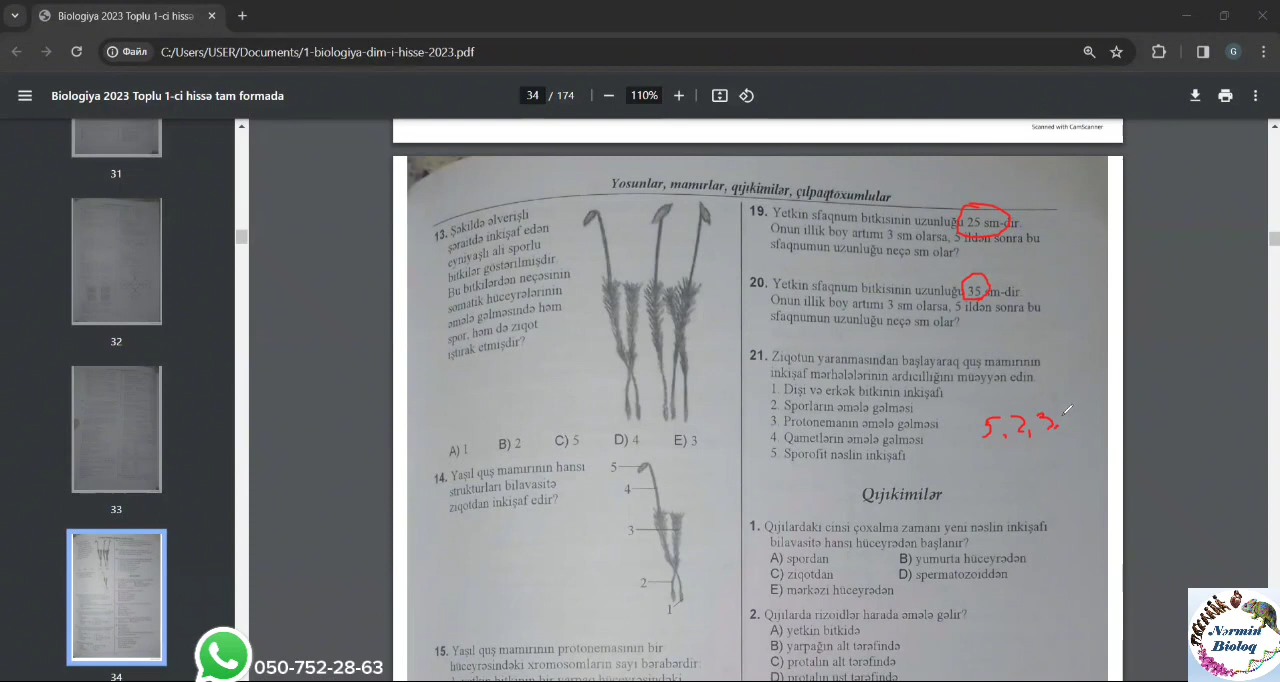 Biologiya 2023 Toplu 1-ci hissə
Файл
C:/Users/USER/Documents/1-biologiya-dim-i-hisse-2023.pdf
G
Biologiya 2023 Toplu 1-ci hissə tam formada
34 / 174
110%
31
32
33
34
Scanned with CamScanner
Yosunlar, mamırlar, qıjıkimilər, çılpaqtoxumlular
13. Şəkildə əlverişli
şəraitdə inkişaf edən
eyniyaşlı ali sporlu
bitkilər göstərilmişdir
Bu bitkilərdən neçəsinin
somatik hüceyrələrinin
əmələ gəlməsində həm
spor, həm də ziqot
iştirak etmişdir?
A) 1 B) 2 C) 5 D) 4 E) 3
14. Yaşıl quş mamırının hansı
strukturları bilavasitə
ziqotdan inkişaf edir?
5
4
3
2
1
15. Yaşıl quş mamırının protonemasının bir
hüceyrəsindəki xromosomların sayı bərabərdir:
19. Yetkin sfaqnum bitkisinin uzunluğu 25 sm-dir.
Onun illik boy artımı 3 sm olarsa, 5 ildən sonra bu
sfaqnumun uzunluğu neçə sm olar?
20. Yetkin sfaqnum bitkisinin uzunluğu 35 sm-dir.
Onun illik boy artımı 3 sm olarsa, 5 ildən sonra bu
sfaqnumun uzunluğu neçə sm olar?
21. Ziqotun yaranmasından başlayaraq quş mamırının
inkişaf mərhələlərinin ardıcıllığını müəyyən edin
1. Dişi və erkək bitkinin inkişafı
2. Sporların əmələ gəlməsi
3. Protonemanın əmələ gəlməsi
4. Qametların əmələ gəlməsi
5. Sporofit nəslin inkişafı
5, 2, 3,
Qıjıkimilər
1. Qıjılardakı cinsi çoxalma zamanı yeni nəslin inkişafı
bilavasitə hansı hüceyrədən başlanır?
A) spordan B) yumurta hüceyrədən
C) ziqotdan D) spermatozoiddən
E) mərkəzi hüceyrədən
2. Qıjılarda rizoidlər harada əmələ gəlir?
A) yetkin bitkidə
B) yarpağın alt tərəfində
C) protalın alt tərəfində
D) protalın üst tərəfində
050-752-28-63
Nərmin
Bioloq